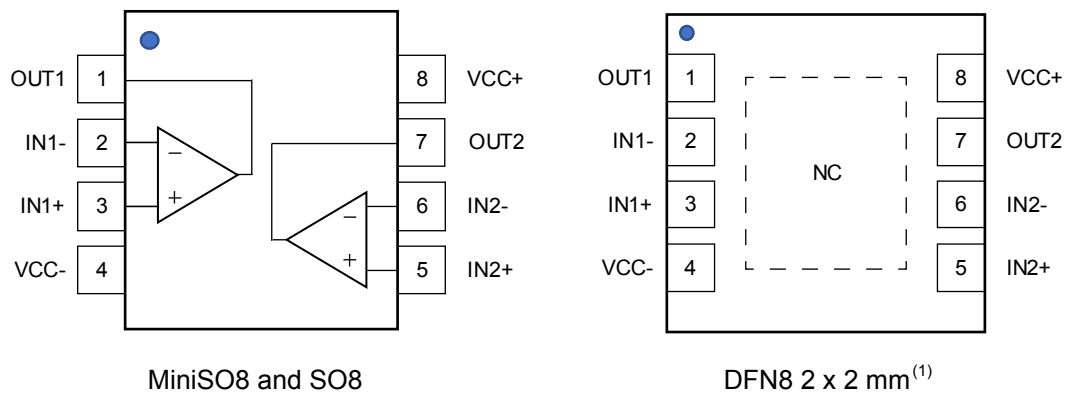 OUT1 1 8 VCC+
IN1- 2 − 7 OUT2
IN1+ 3 + − 6 IN2-
VCC- 4 + 5 IN2+
MiniSO8 and SO8
OUT1 1 8 VCC+
IN1- 2 7 OUT2
NC
IN1+ 3 6 IN2-
VCC- 4 5 IN2+
DFN8 2 x 2 mm(1)